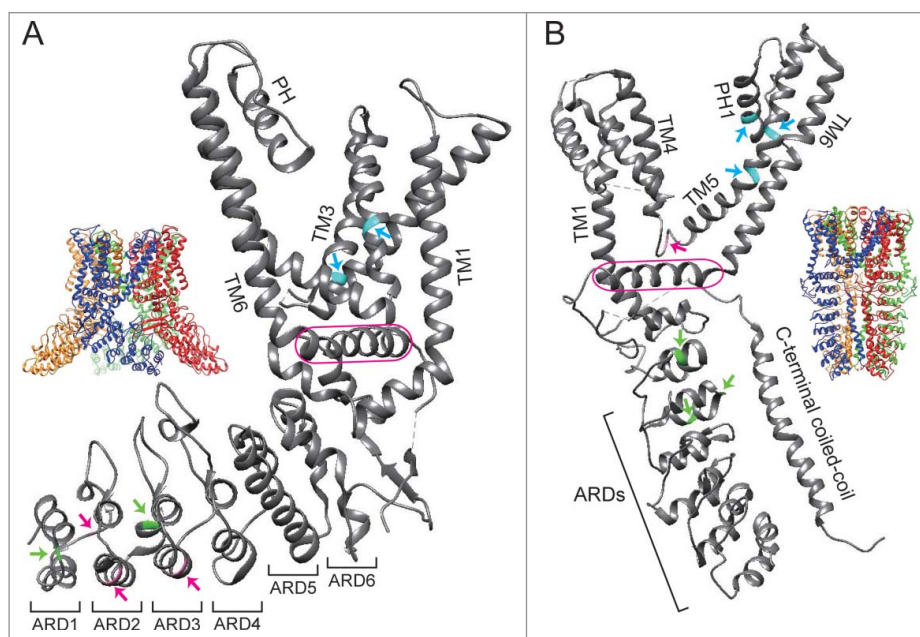 A
PH
TM3
TM6
TM1
ARD1
ARD2
ARD3
ARD4
ARD5
ARD6
B
PH1
TM4
TM6
TM5
TM1
C-terminal coiled-coil
ARDs